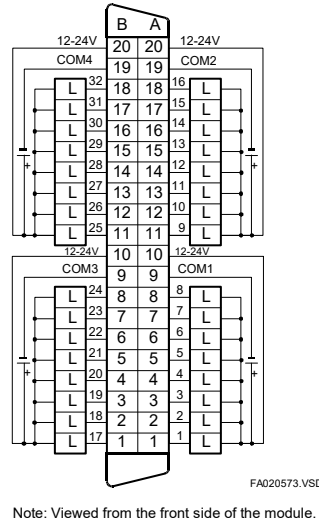 B A
12-24V 20 20 12-24V
COM4 19 19 COM2
L 32 18 18 16 L
L 31 17 17 15 L
L 30 16 16 14 L
L 29 15 15 13 L
L 28 14 14 12 L
L 27 13 13 11 L
L 26 12 12 10 L
L 25 11 11 9 L
12-24V 10 10 12-24V
COM3 9 9 COM1
L 24 8 8 8 L
L 23 7 7 7 L
L 22 6 6 6 L
L 21 5 5 5 L
L 20 4 4 4 L
L 19 3 3 3 L
L 18 2 2 2 L
L 17 1 1 1 L
+ +
+ +
FA020573.VSD
Note: Viewed from the front side of the module.